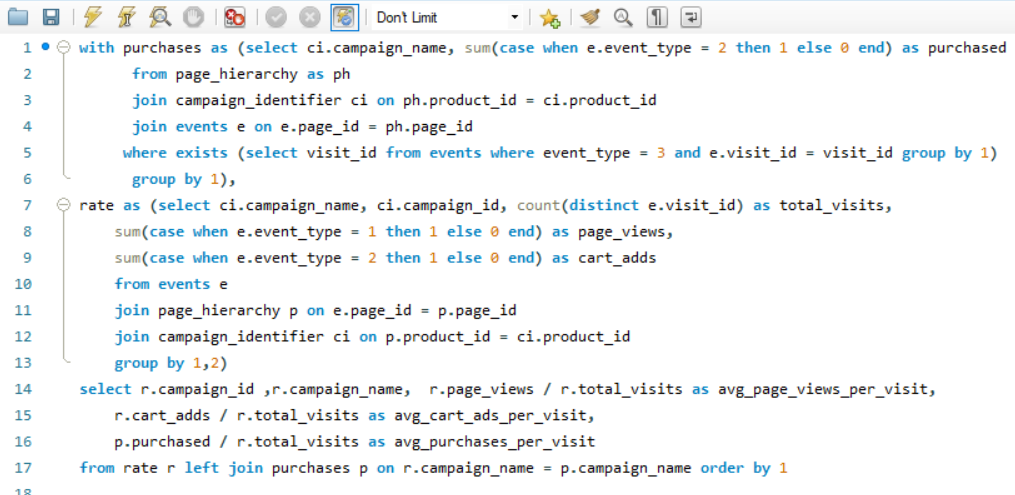 Don't Limit
1 with purchases as (select ci.campaign_name, sum(case when e.event_type = 2 then 1 else 0 end) as purchased
2 from page_hierarchy as ph
3 join campaign_identifier ci on ph.product_id = ci.product_id
4 join events e on e.page_id = ph.page_id
5 where exists (select visit_id from events where event_type = 3 and e.visit_id = visit_id group by 1)
6 group by 1),
7 rate as (select ci.campaign_name, ci.campaign_id, count(distinct e.visit_id) as total_visits,
8 sum(case when e.event_type = 1 then 1 else 0 end) as page_views,
9 sum(case when e.event_type = 2 then 1 else 0 end) as cart_adds
10 from events e
11 join page_hierarchy p on e.page_id = p.page_id
12 join campaign_identifier ci on p.product_id = ci.product_id
13 group by 1,2)
14 select r.campaign_id ,r.campaign_name, r.page_views / r.total_visits as avg_page_views_per_visit,
15 r.cart_adds / r.total_visits as avg_cart_ads_per_visit,
16 p.purchased / r.total_visits as avg_purchases_per_visit
17 from rate r left join purchases p on r.campaign_name = p.campaign_name order by 1
18